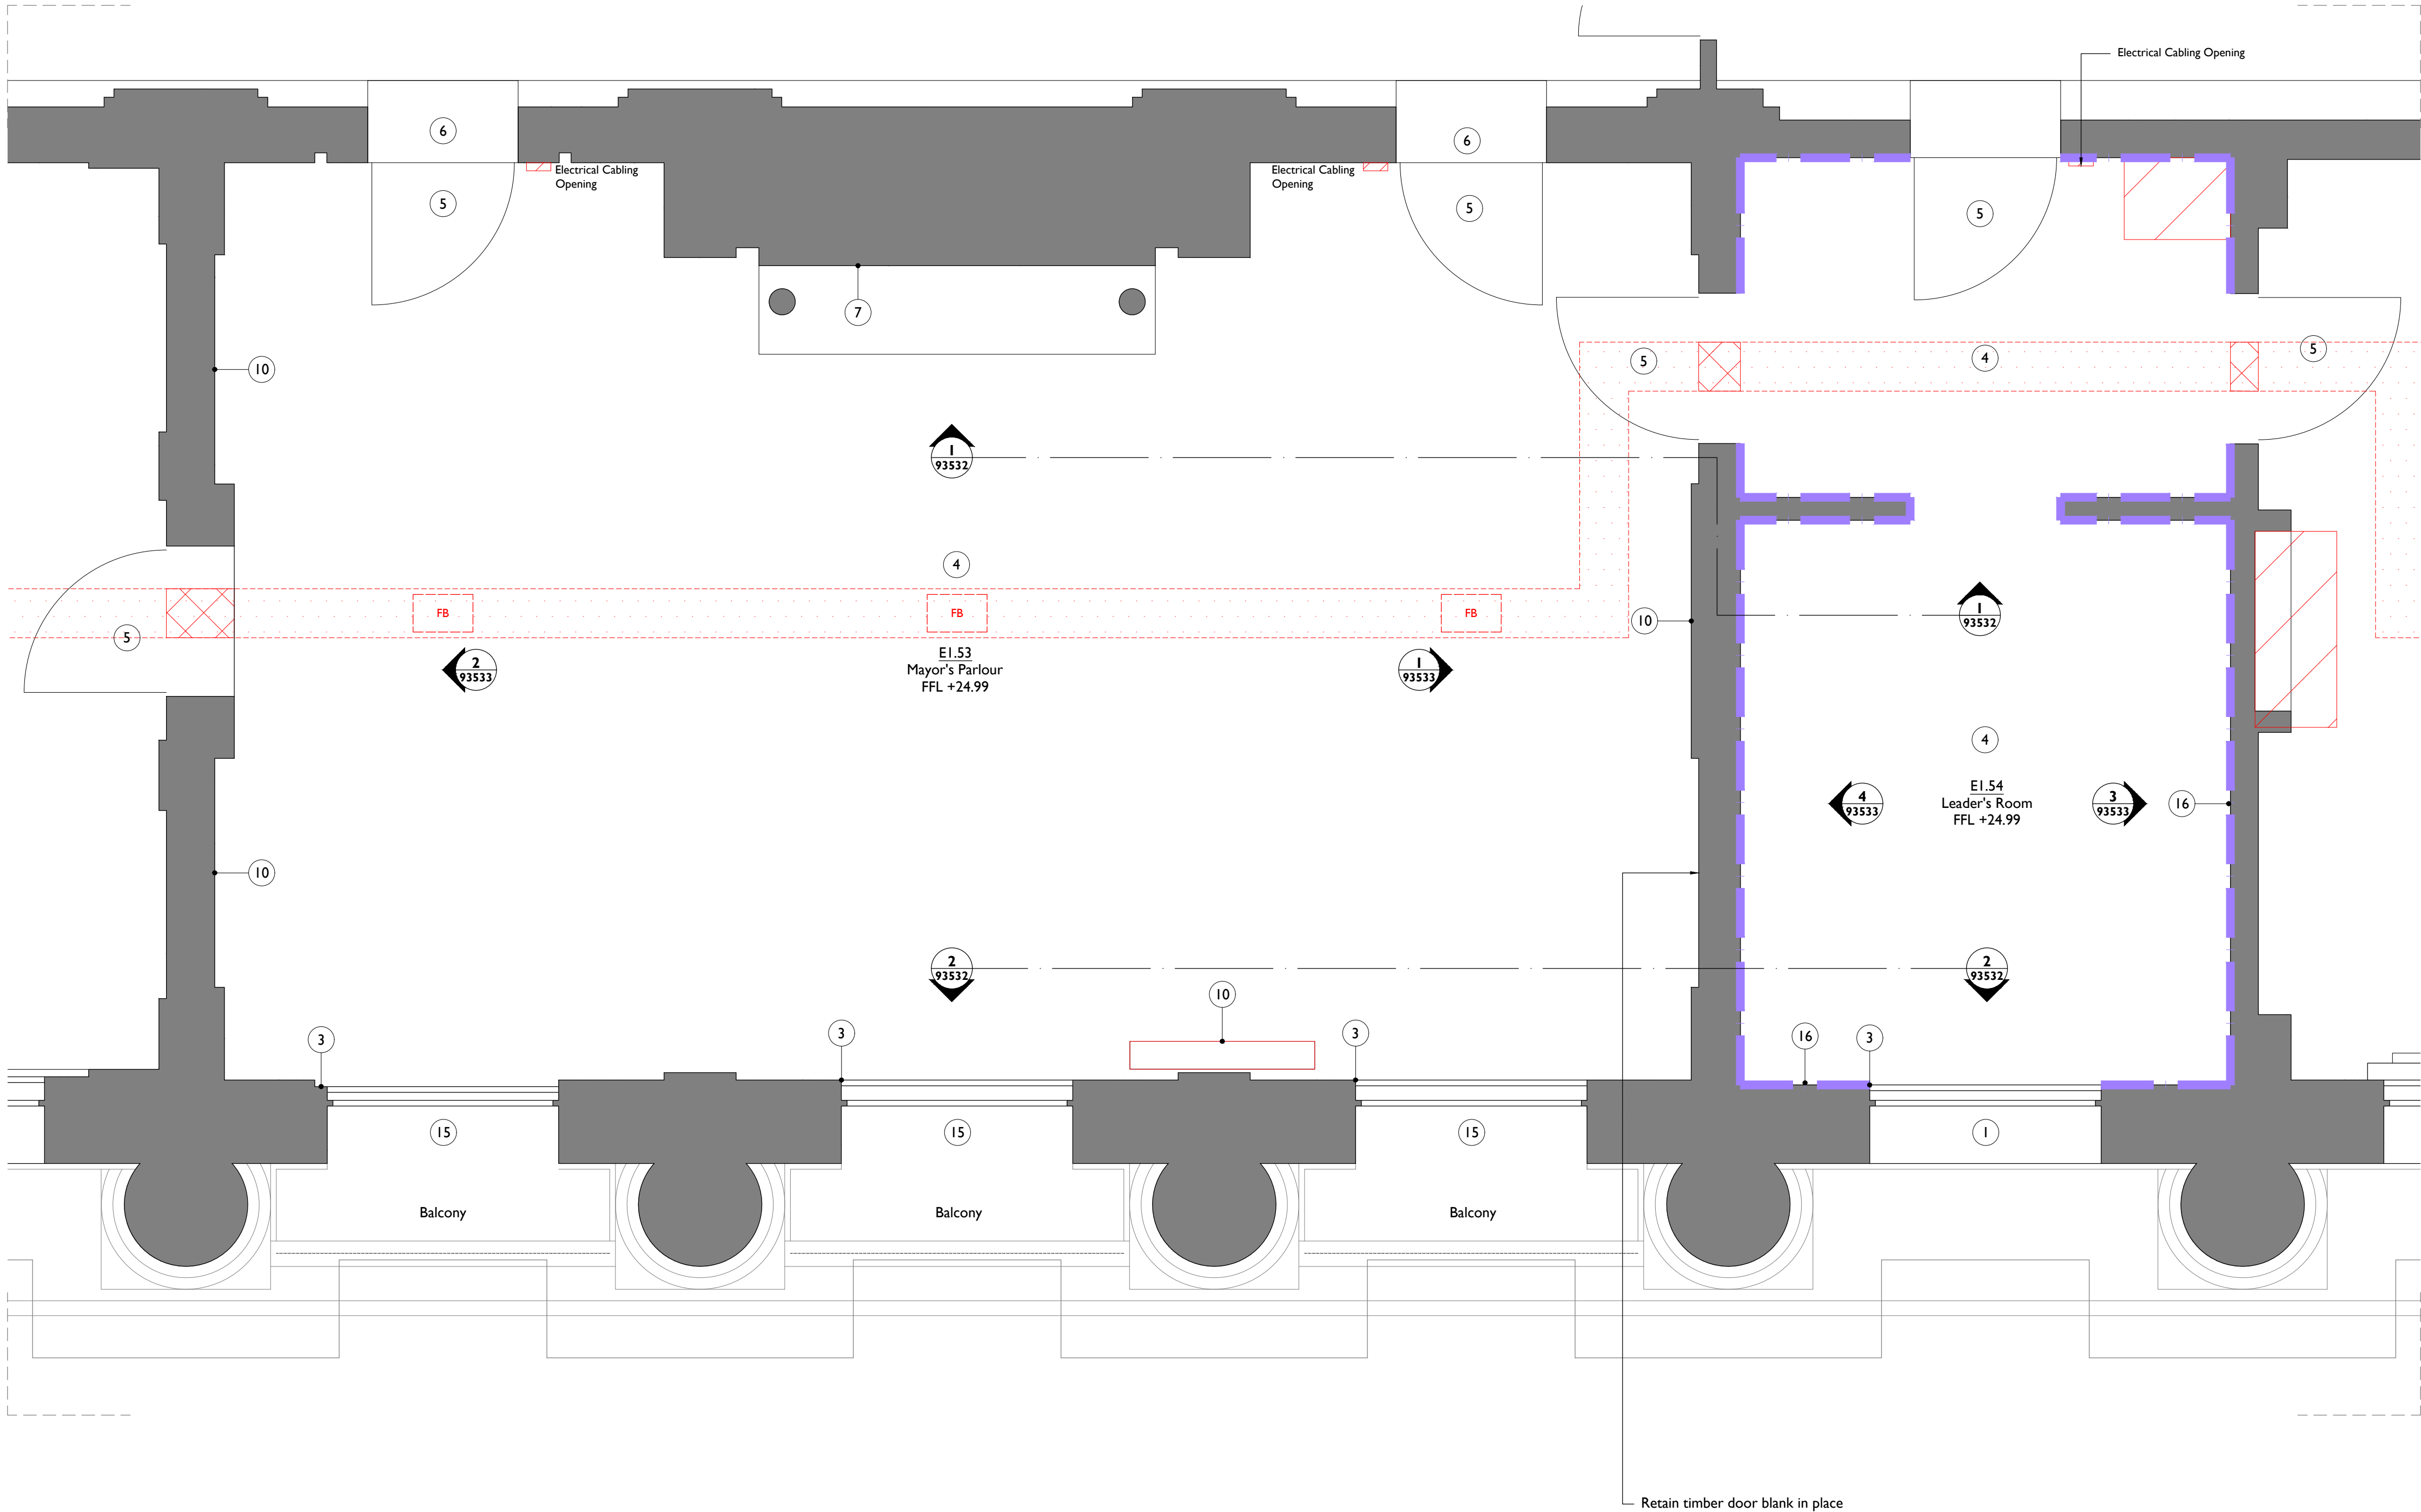 Electrical Cabling Opening
6
6
Electrical Cabling
Opening
Electrical Cabling
Opening
5
5
5
7
10
5
4
5
1
93532
4
FB
FB
FB
5
10
1
93532
E1.53
Mayor's Parlour
FFL +24.99
2
93533
1
93533
4
E1.54
Leader's Room
FFL +24.99
4
93533
3
93533
16
10
2
93532
2
93532
10
3
3
3
16
3
15
15
15
1
Balcony
Balcony
Balcony
Retain timber door blank in place